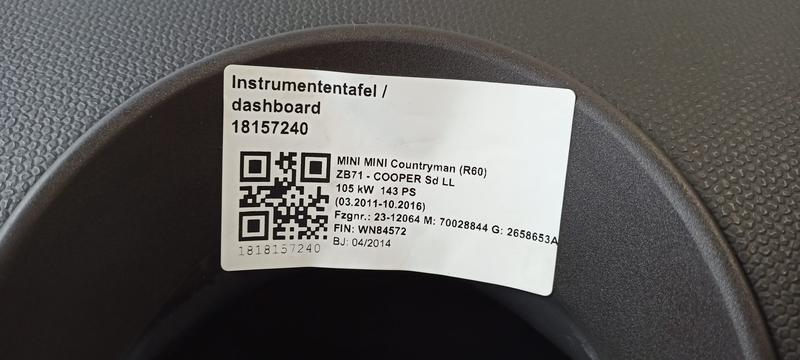 Instrumententafel /
dashboard
18157240
MINI MINI Countryman (R60)
ZB71 - COOPER Sd LL
105 kW 143 PS
(03.2011-10.2016)
Fzgnr.: 23-12064 M: 70028844 G: 2658653A
FIN: WN84572
BJ: 04/2014
1818157240